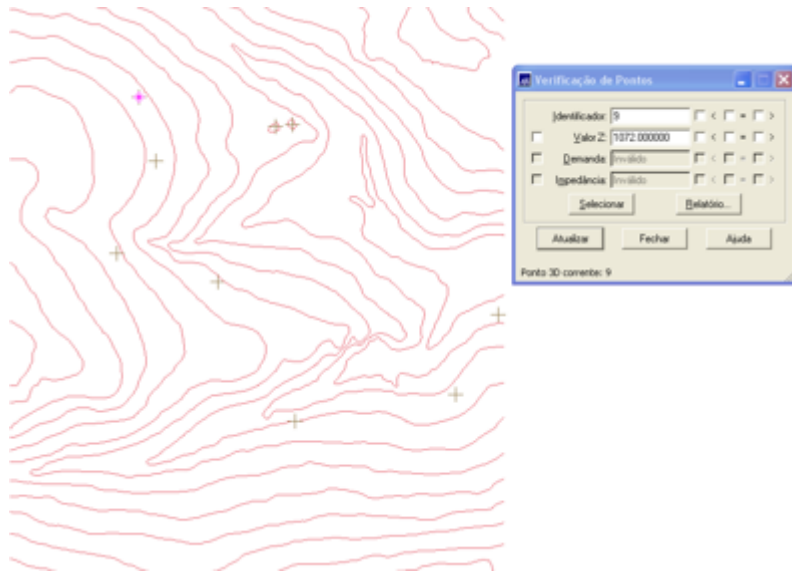 Verificação de Pontos
Identificador: 9 < = >
Valor Z: 1072.000000 < = >
Demanda: Inválido < = >
Impedância: Inválido < = >
Selecionar Relatório...
Atualizar Fechar Ajuda
Ponto 3D corrente: 9